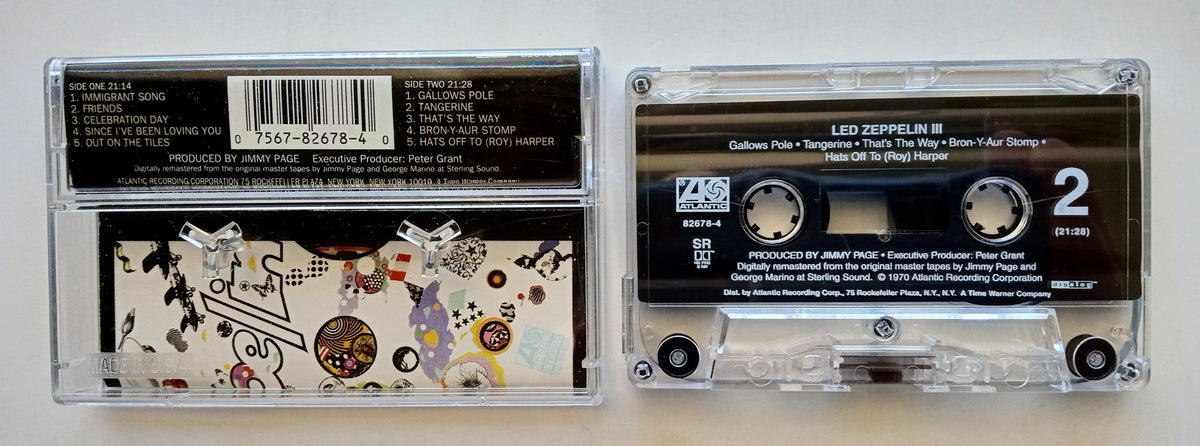 SIDE ONE 21:14
1. IMMIGRANT SONG
2. FRIENDS
3. CELEBRATION DAY
4. SINCE I'VE BEEN LOVING YOU
5. OUT ON THE TILES
0 7567-82678-4 0
SIDE TWO 21:28
1. GALLOWS POLE
2. TANGERINE
3. THAT'S THE WAY
4. BRON-Y-AUR STOMP
5. HATS OFF TO (ROY) HARPER
PRODUCED BY JIMMY PAGE Executive Producer: Peter Grant
Digitally remastered from the original master tapes by Jimmy Page and George Marino at Sterling Sound.
ATLANTIC RECORDING CORPORATION 75 ROCKEFELLER PLAZA, NEW YORK, NEW YORK 10019. A Time Warner Company
MADE IN U.S.A.
LED ZEPPELIN III
Gallows Pole • Tangerine • That's The Way • Bron-Y-Aur Stomp •
Hats Off To (Roy) Harper
ATLANTIC
82678-4
SR
HX PRO
B NR
2
(21:28)
PRODUCED BY JIMMY PAGE • Executive Producer: Peter Grant
Digitally remastered from the original master tapes by Jimmy Page and
George Marino at Sterling Sound. © 1970 Atlantic Recording Corporation
digalog
Dist. by Atlantic Recording Corp., 75 Rockefeller Plaza, N.Y., N.Y. A Time Warner Company